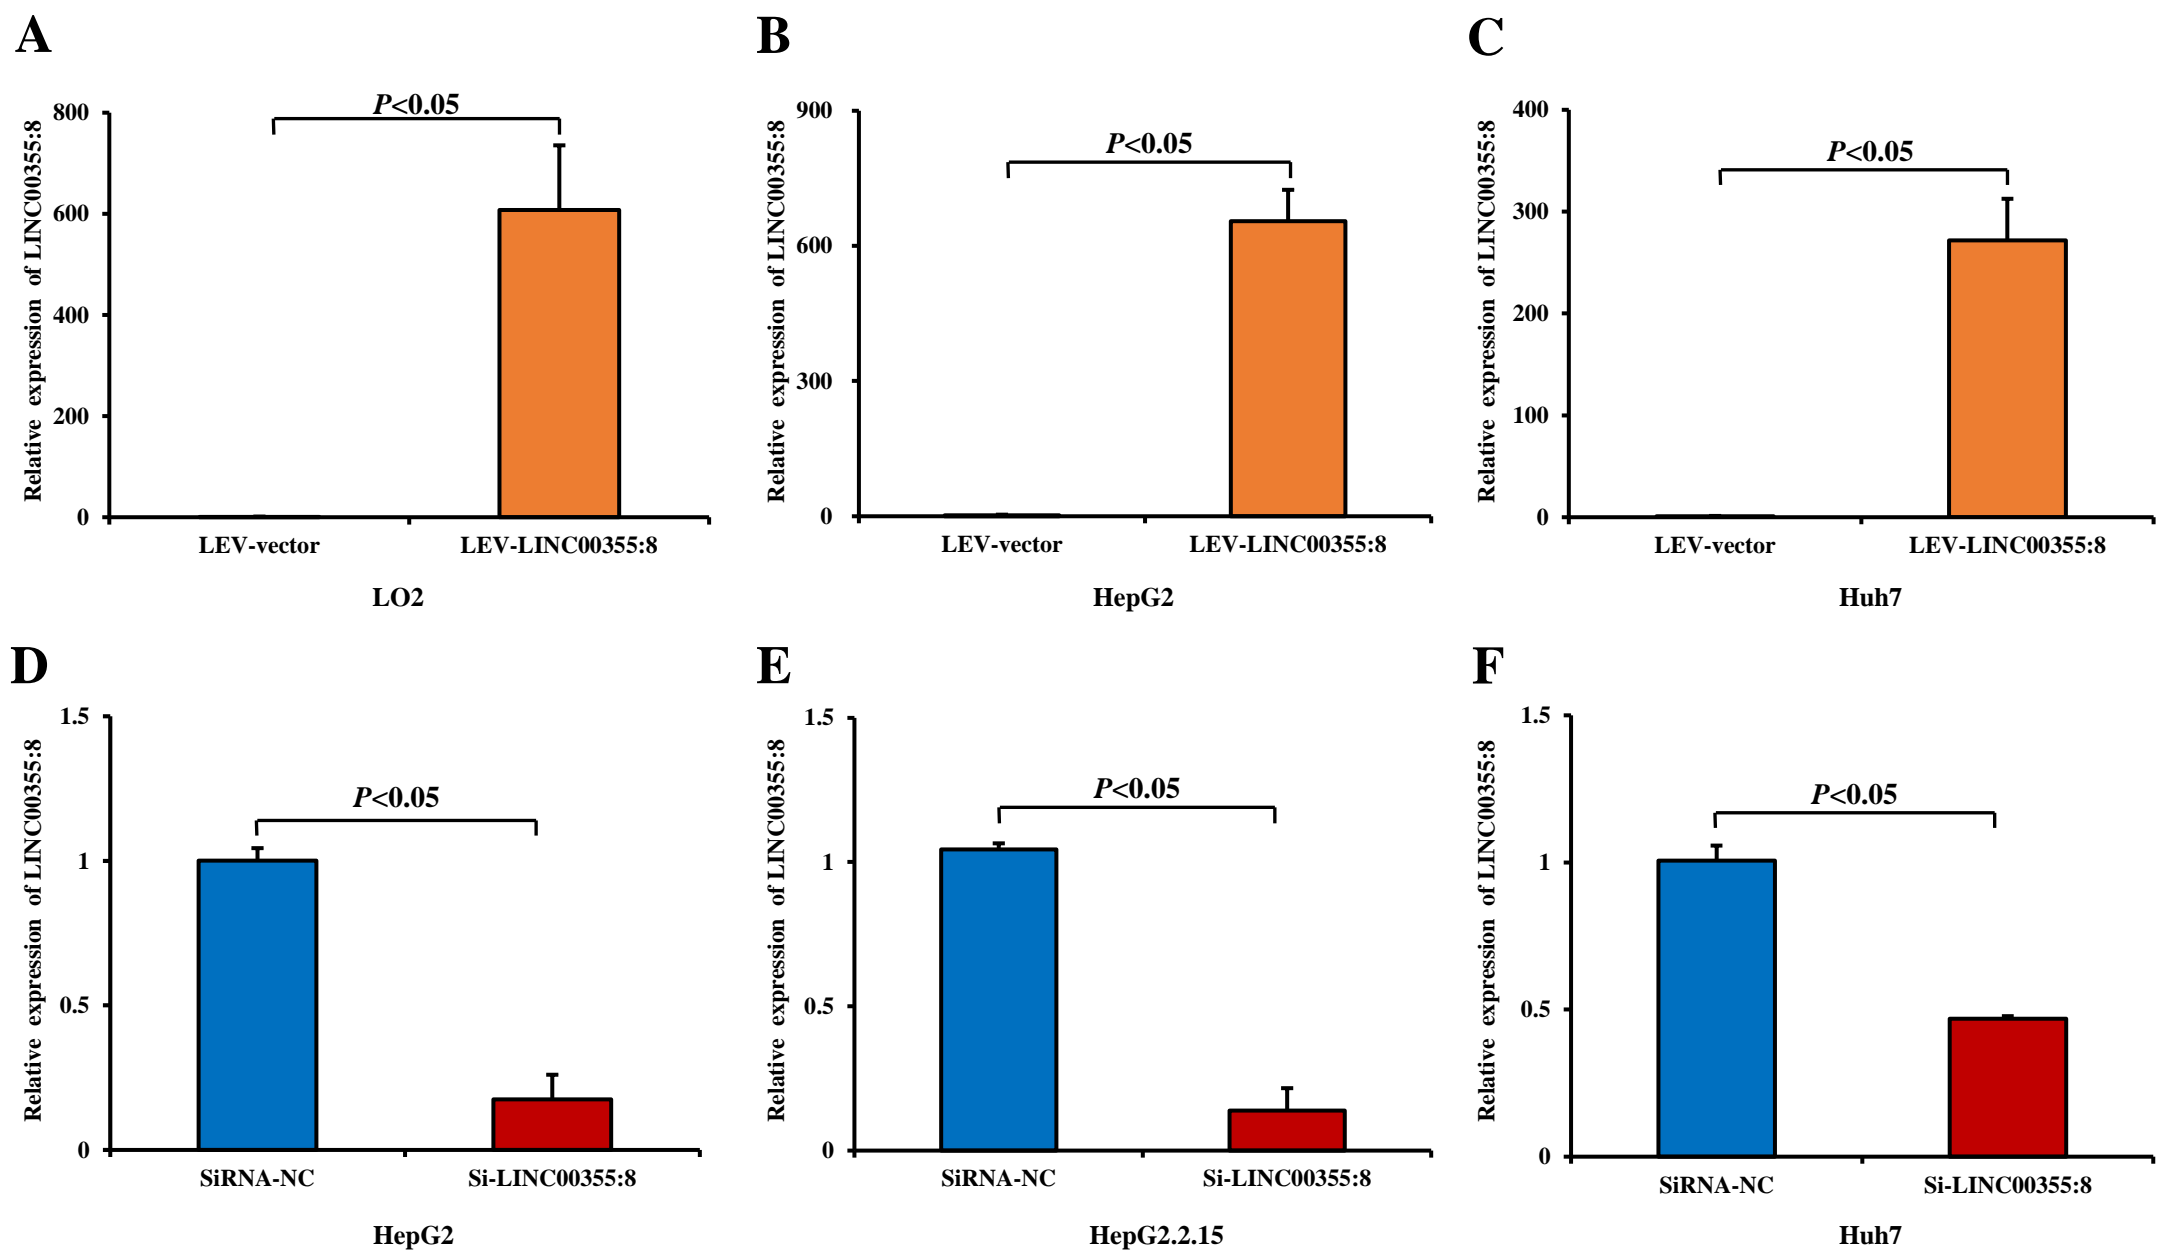 A
Relative expression of LINC00355:8
800
600
400
200
0
P<0.05
LEV-vector
LEV-LINC00355:8
LO2
B
Relative expression of LINC00355:8
900
600
300
0
P<0.05
LEV-vector
LEV-LINC00355:8
HepG2
C
Relative expression of LINC00355:8
400
300
200
100
0
P<0.05
LEV-vector
LEV-LINC00355:8
Huh7
D
Relative expression of LINC00355:8
1.5
1
0.5
0
P<0.05
SiRNA-NC
Si-LINC00355:8
HepG2
E
Relative expression of LINC00355:8
1.5
1
0.5
0
P<0.05
SiRNA-NC
Si-LINC00355:8
HepG2.2.15
F
Relative expression of LINC00355:8
1.5
1
0.5
0
P<0.05
SiRNA-NC
Si-LINC00355:8
Huh7